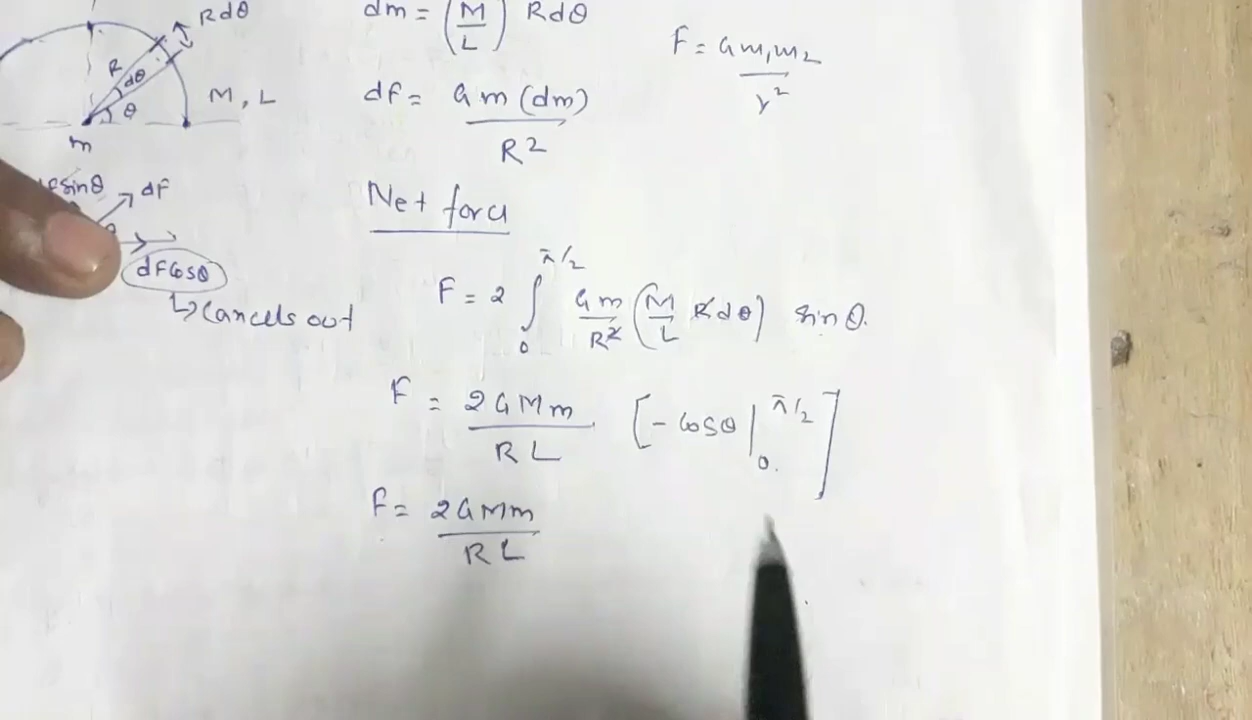 Rdθ
dm = (M/L) Rdθ
F = Gm₁m₂/r²
R
dθ
θ
M, L
m
dF = Gm(dm)/R²
sinθ
dF
dFcosθ
↳ Cancels out
Net force
F = 2 ∫₀^(π/2) Gm/R² (M/L Rdθ) sinθ.
F = 2GMm/RL [-cosθ |₀^(π/2)]
F = 2GMm/RL